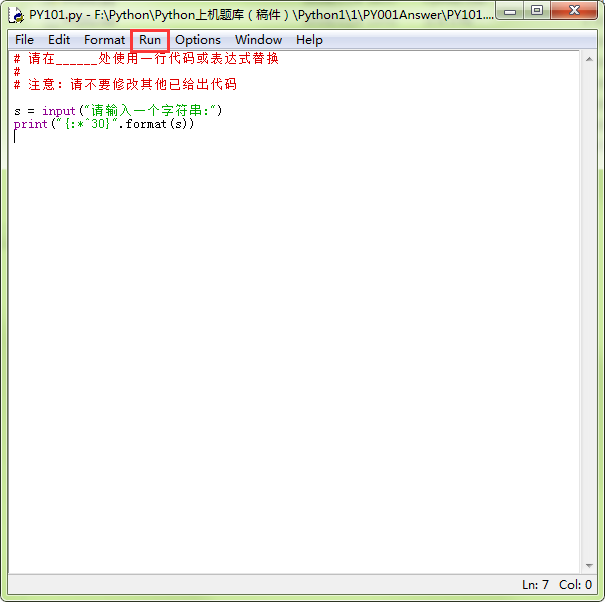 PY101.py - F:\Python\Python上机题库（稿件）\Python1\1\PY001Answer\PY101....
File Edit Format Run Options Window Help
# 请在______处使用一行代码或表达式替换
#
# 注意：请不要修改其他已给出代码
s = input("请输入一个字符串:")
print("{:*^30}".format(s))
Ln: 7 Col: 0